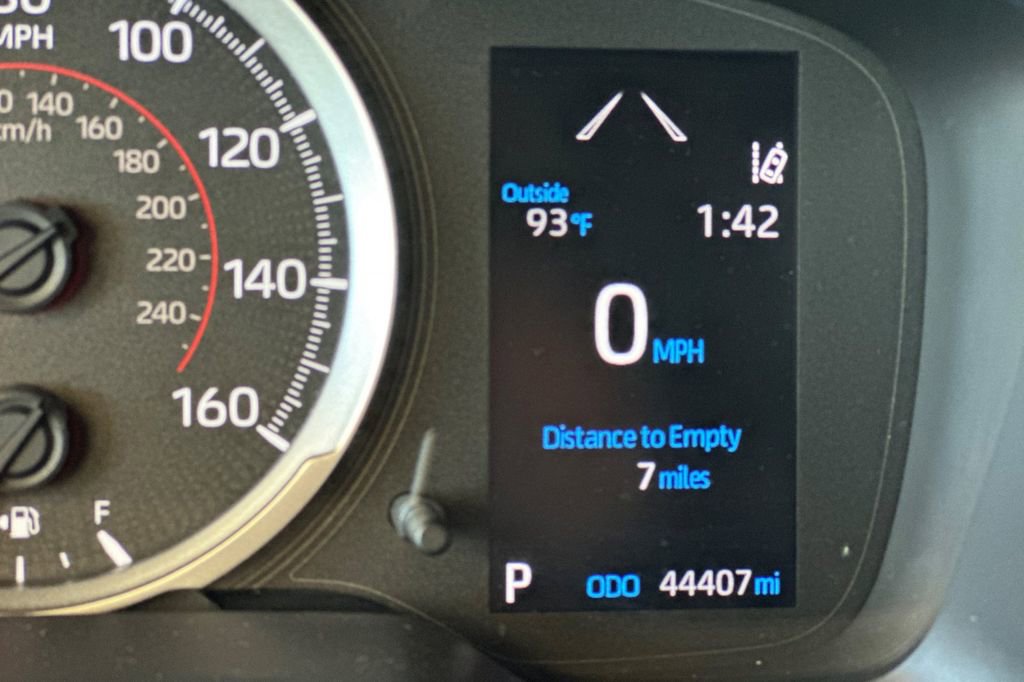 MPH
100
120
140
160
140
km/h
160
180
200
220
240
F
Outside
93°F
1:42
0 MPH
Distance to Empty
7 miles
P ODO 44407 mi